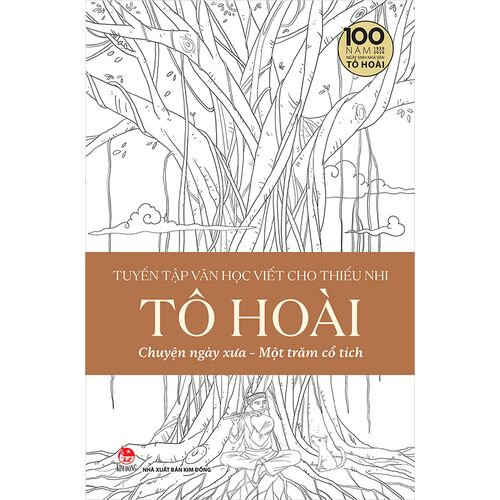 100
NĂM 1920
2020
NGÀY SINH NHÀ VĂN
TÔ HOÀI
TUYỂN TẬP VĂN HỌC VIẾT CHO THIẾU NHI
TÔ HOÀI
Chuyện ngày xưa - Một trăm cổ tích
KIM ĐỒNG
NHÀ XUẤT BẢN KIM ĐỒNG